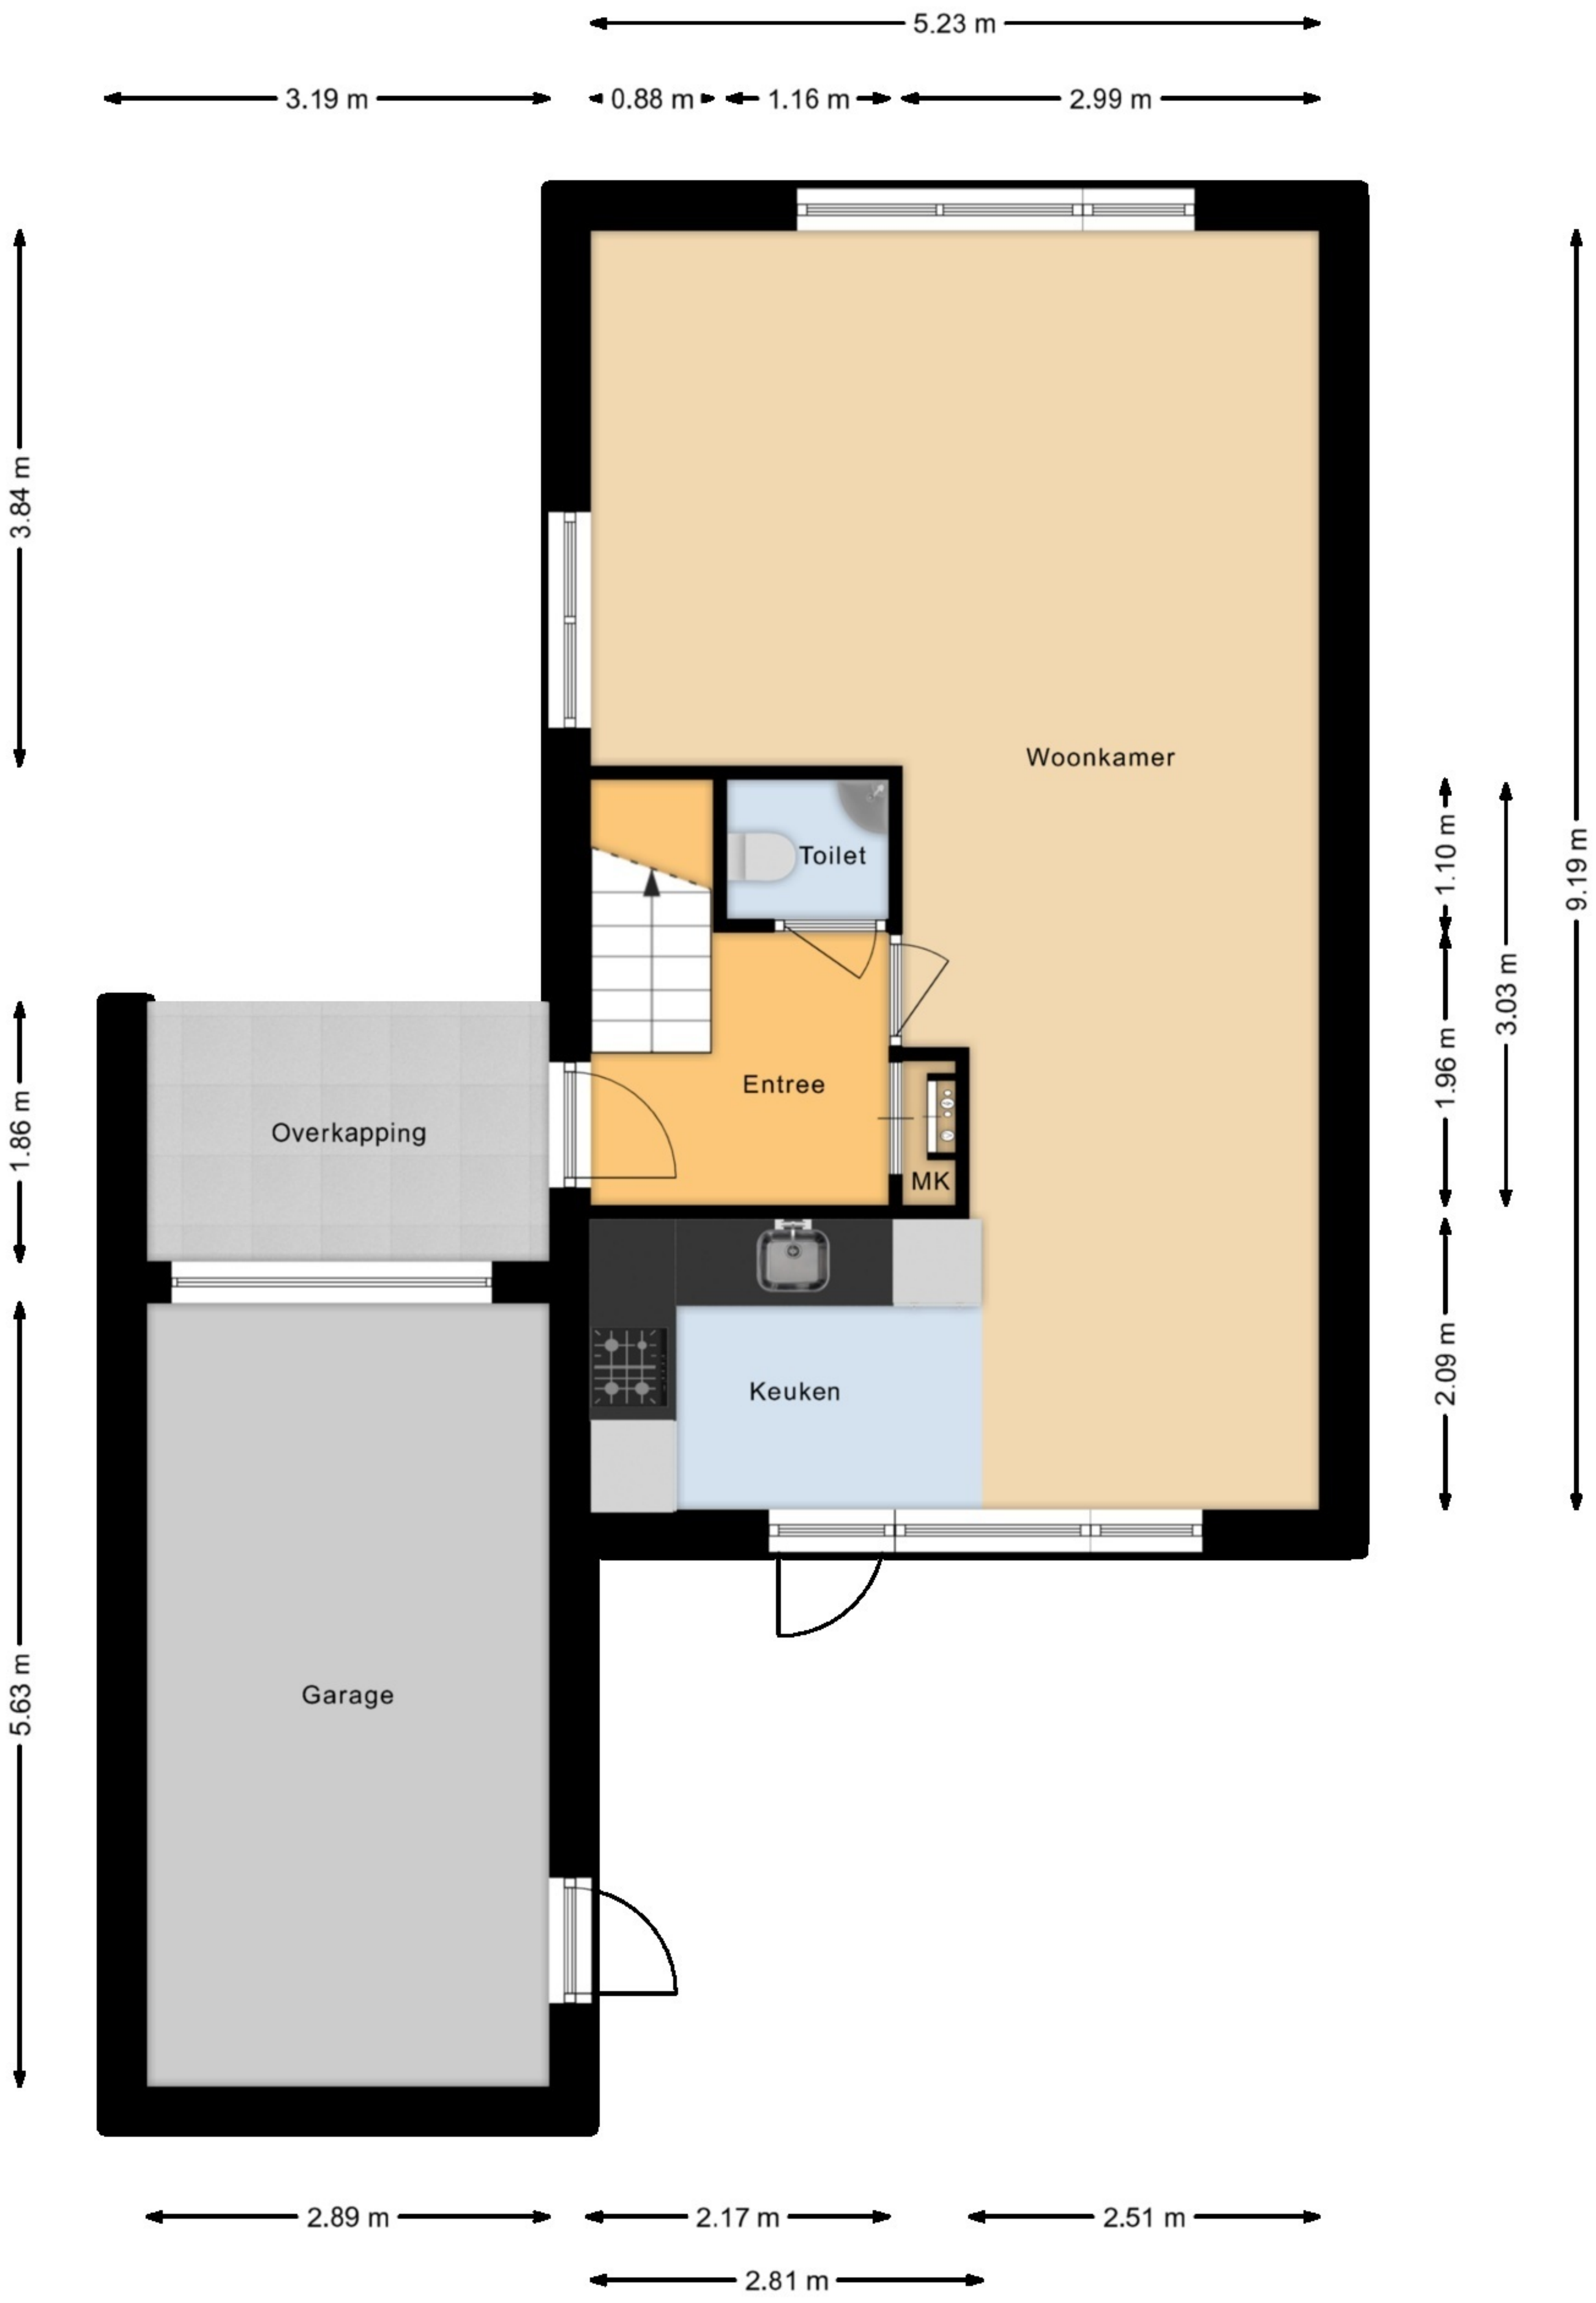 5.23 m
3.19 m
0.88 m
1.16 m
2.99 m
3.84 m
Woonkamer
9.19 m
1.10 m
Toilet
3.03 m
1.96 m
Entree
Overkapping
1.86 m
MK
2.09 m
Keuken
5.63 m
Garage
2.89 m
2.17 m
2.51 m
2.81 m